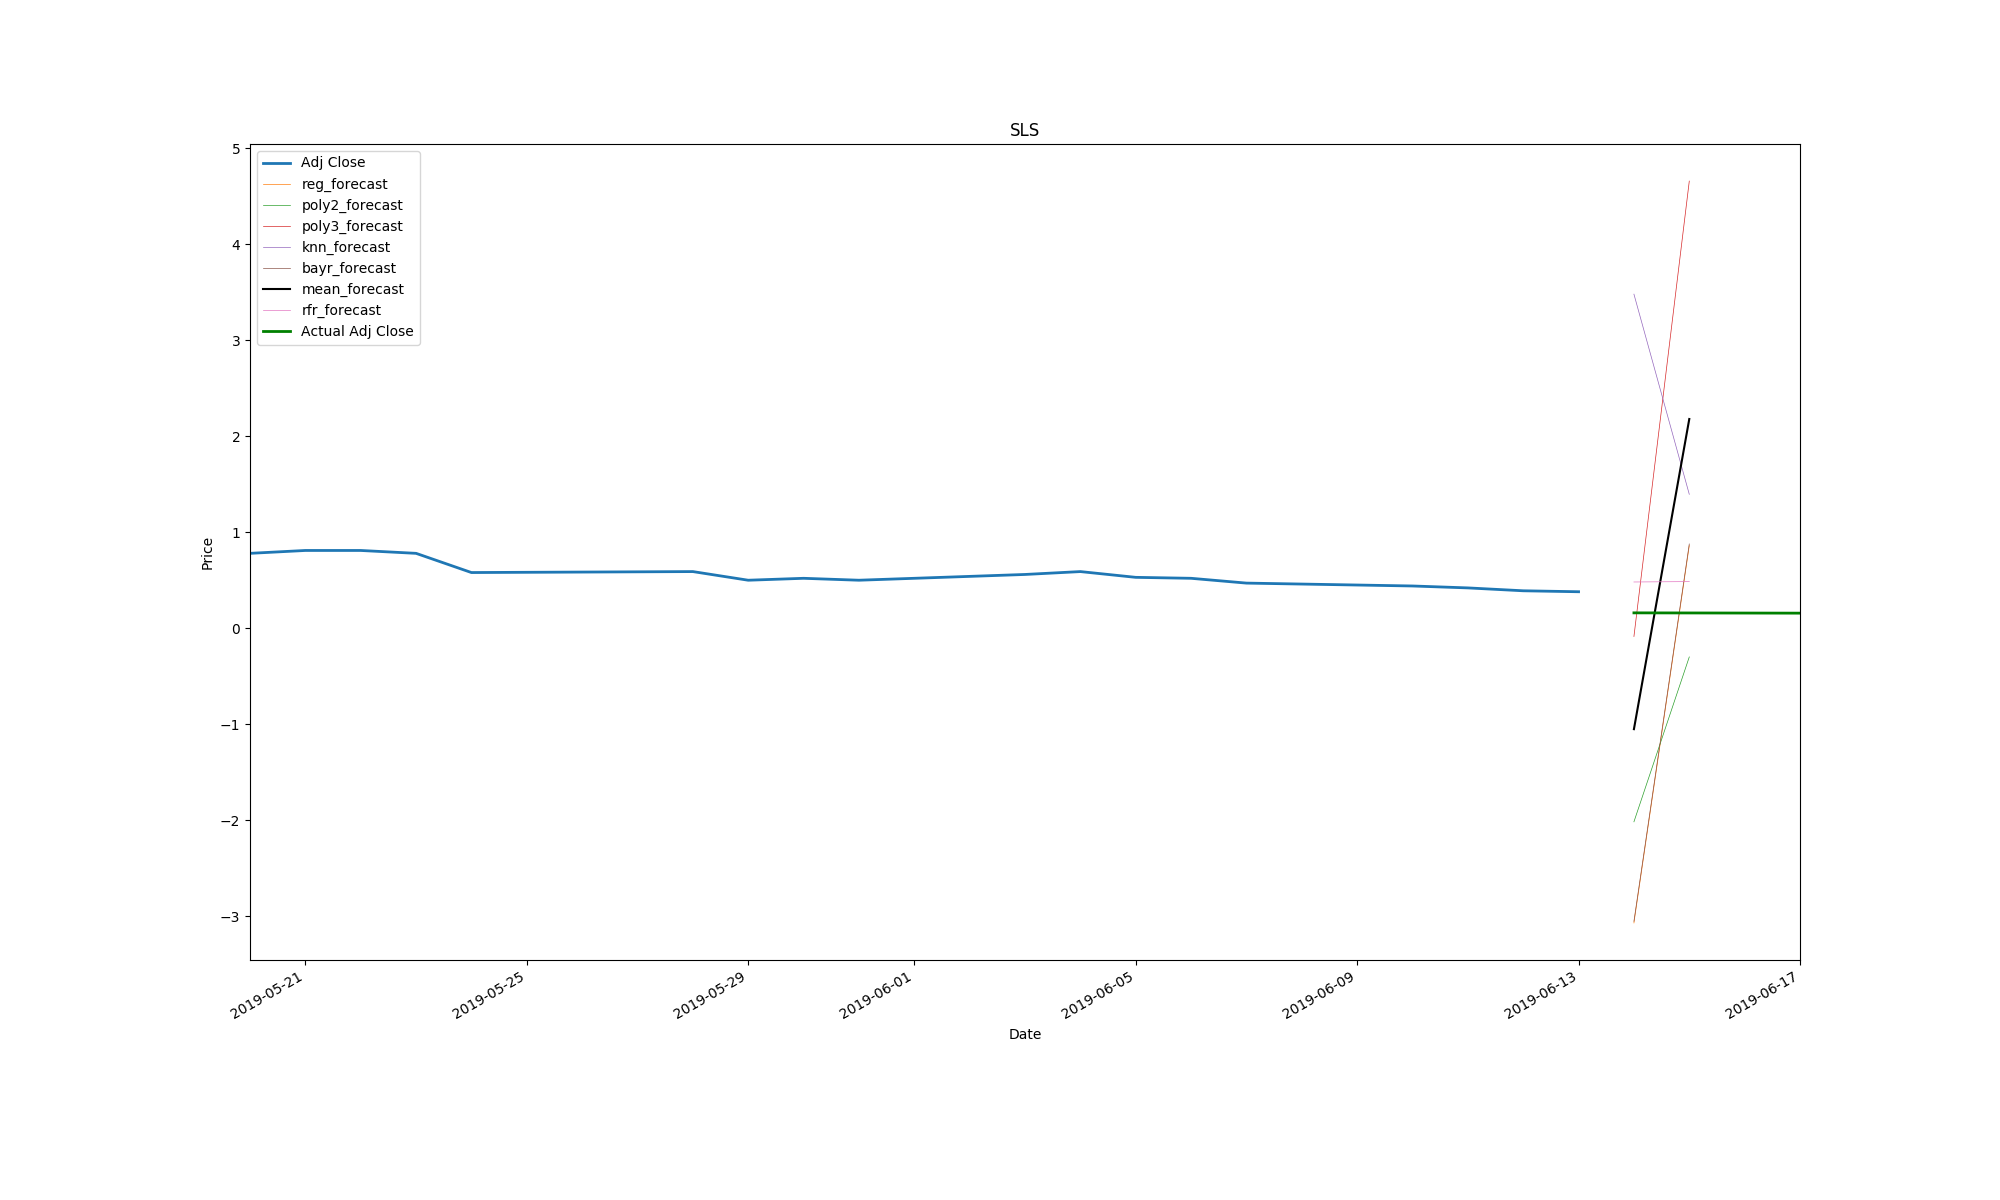 SLS
5
4
3
2
1
0
−1
−2
−3
Price
Adj Close
reg_forecast
poly2_forecast
poly3_forecast
knn_forecast
bayr_forecast
mean_forecast
rfr_forecast
Actual Adj Close
2019-05-21
2019-05-25
2019-05-29
2019-06-01
2019-06-05
2019-06-09
2019-06-13
2019-06-17
Date